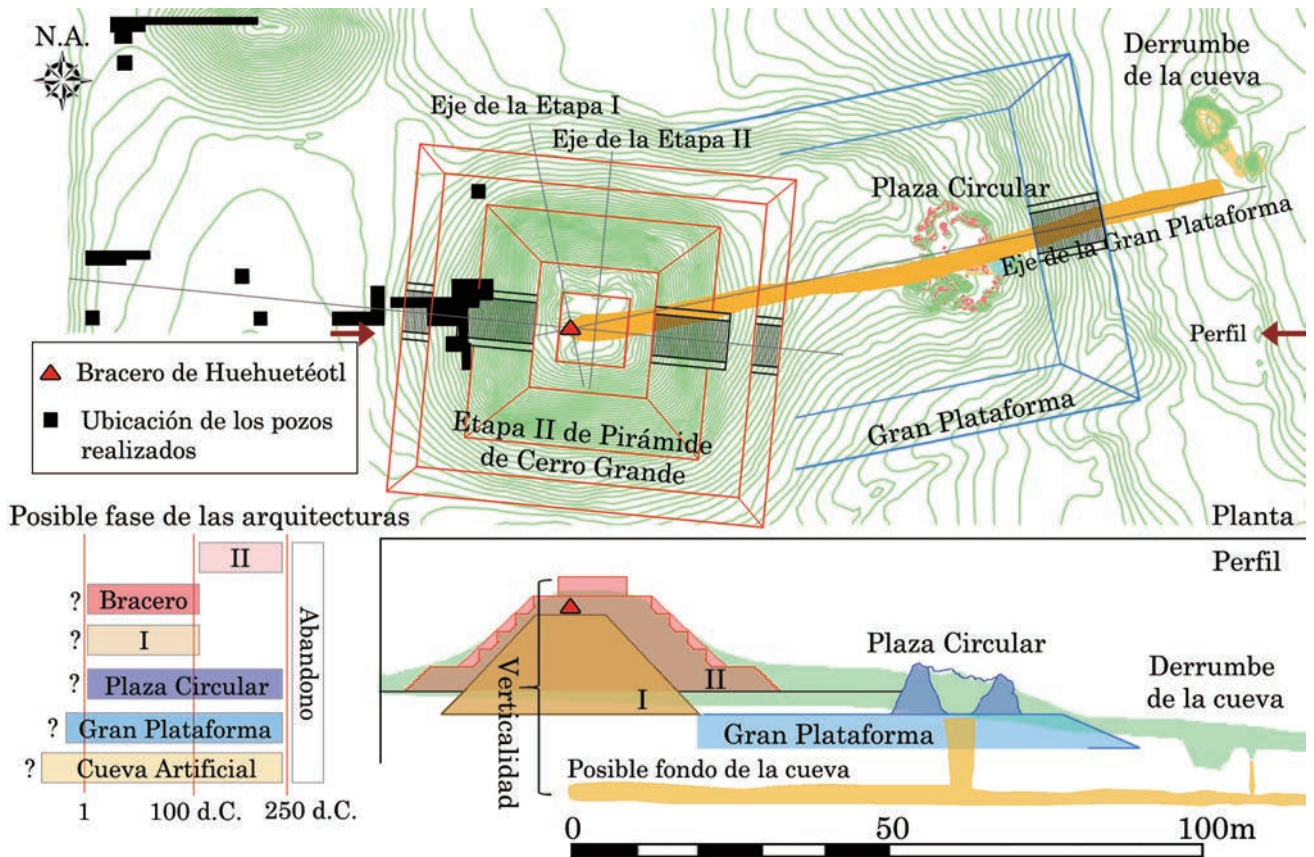 N.A.
Eje de la Etapa I
Eje de la Etapa II
Derrumbe
de la cueva
Plaza Circular
Eje de la Gran Plataforma
Perfil
Bracero de Huehuetéotl
Ubicación de los pozos
realizados
Etapa II de Pirámide
de Cerro Grande
Gran Plataforma
Planta
Posible fase de las arquitecturas
II
? Bracero
? I
? Plaza Circular
? Gran Plataforma
? Cueva Artificial
Abandono
1 100 d.C. 250 d.C.
Perfil
Verticalidad
I
II
Plaza Circular
Derrumbe
de la cueva
Gran Plataforma
Posible fondo de la cueva
0 50 100m